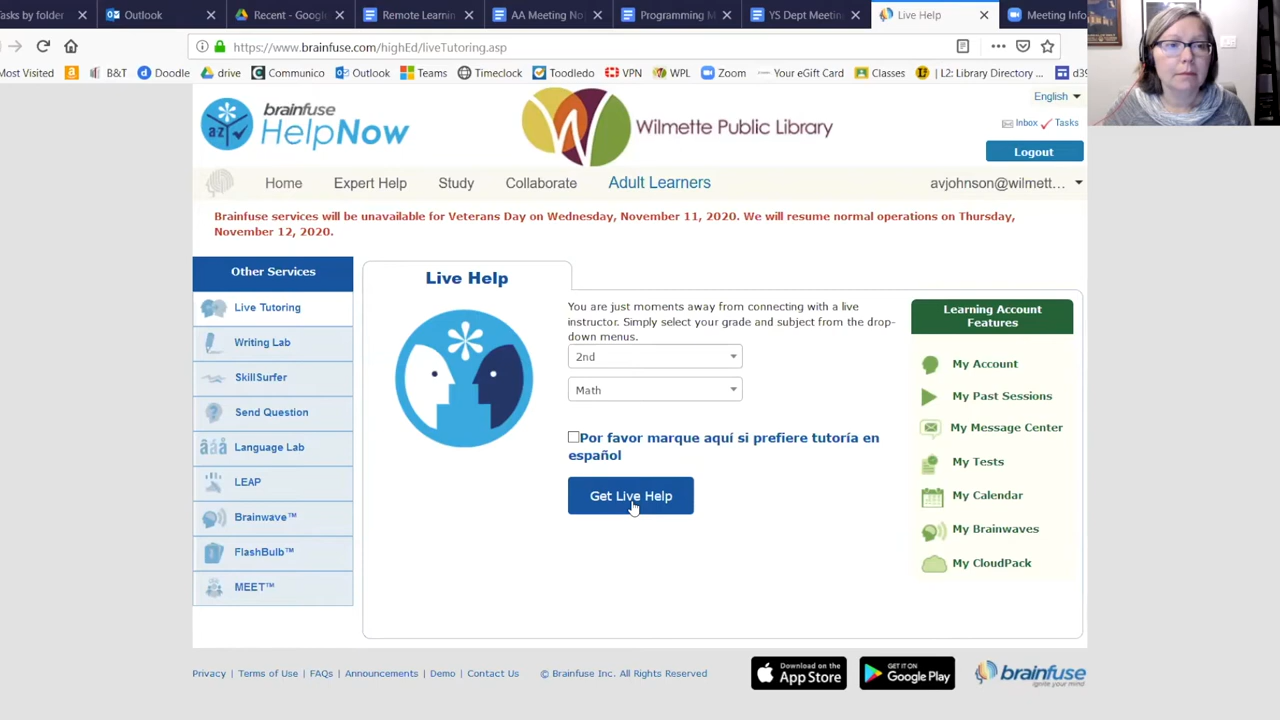 asks by folder
Outlook
Recent - Googl
Remote Learnin
AA Meeting No
Programming M
YS Dept Meetin
Live Help
Meeting Info
https://www.brainfuse.com/highEd/liveTutoring.asp
Most Visited
B&T
Doodle
drive
Communico
Outlook
Teams
Timeclock
Toodledo
VPN
WPL
Zoom
Your eGift Card
Classes
L2: Library Directory ...
d39
brainfuse
HelpNow
Wilmette Public Library
English
Inbox Tasks
Logout
Home Expert Help Study Collaborate Adult Learners avjohnson@wilmett...
Brainfuse services will be unavailable for Veterans Day on Wednesday, November 11, 2020. We will resume normal operations on Thursday,
November 12, 2020.
Other Services
Live Tutoring
Writing Lab
SkillSurfer
Send Question
Language Lab
LEAP
Brainwave™
FlashBulb™
MEET™
Live Help
You are just moments away from connecting with a live
instructor. Simply select your grade and subject from the drop-
down menus.
2nd
Math
Por favor marque aquí si prefiere tutoría en
español
Get Live Help
Learning Account
Features
My Account
My Past Sessions
My Message Center
My Tests
My Calendar
My Brainwaves
My CloudPack
Privacy | Terms of Use | FAQs | Announcements | Demo | Contact Us © Brainfuse Inc. All Rights Reserved
Download on the
App Store
GET IT ON
Google Play
brainfuse
ignite your mind